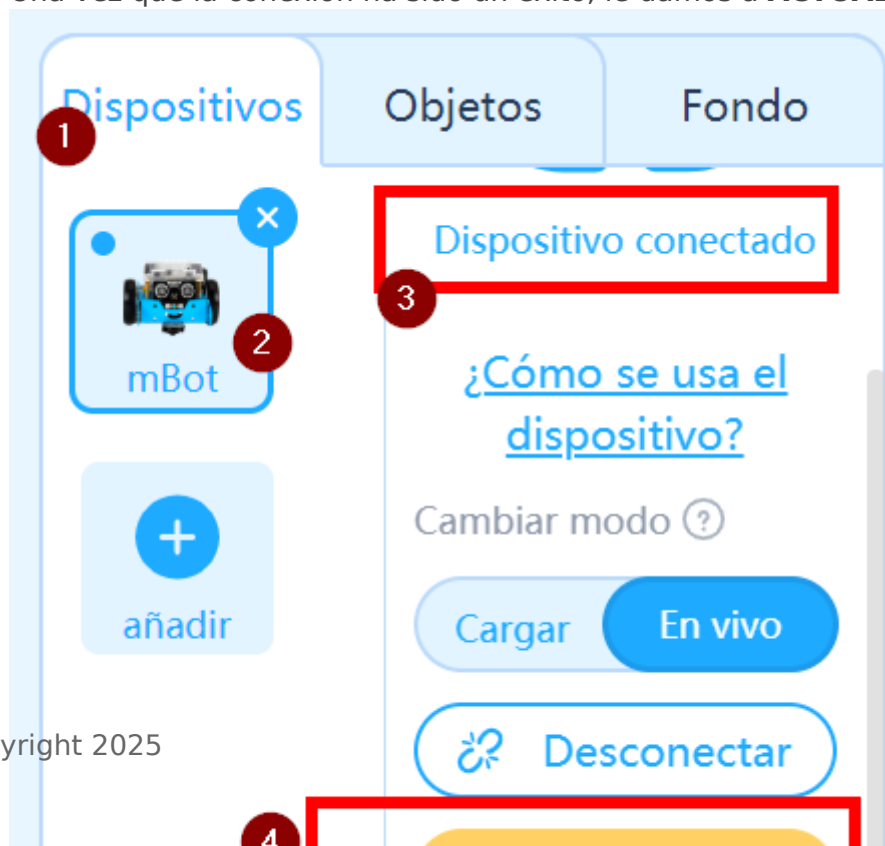 Dispositivos Objetos Fondo
1
Dispositivo conectado
3
2
mBot
¿Cómo se usa el
dispositivo?
Cambiar modo ?
añadir
Cargar En vivo
yright 2025
Desconectar
4